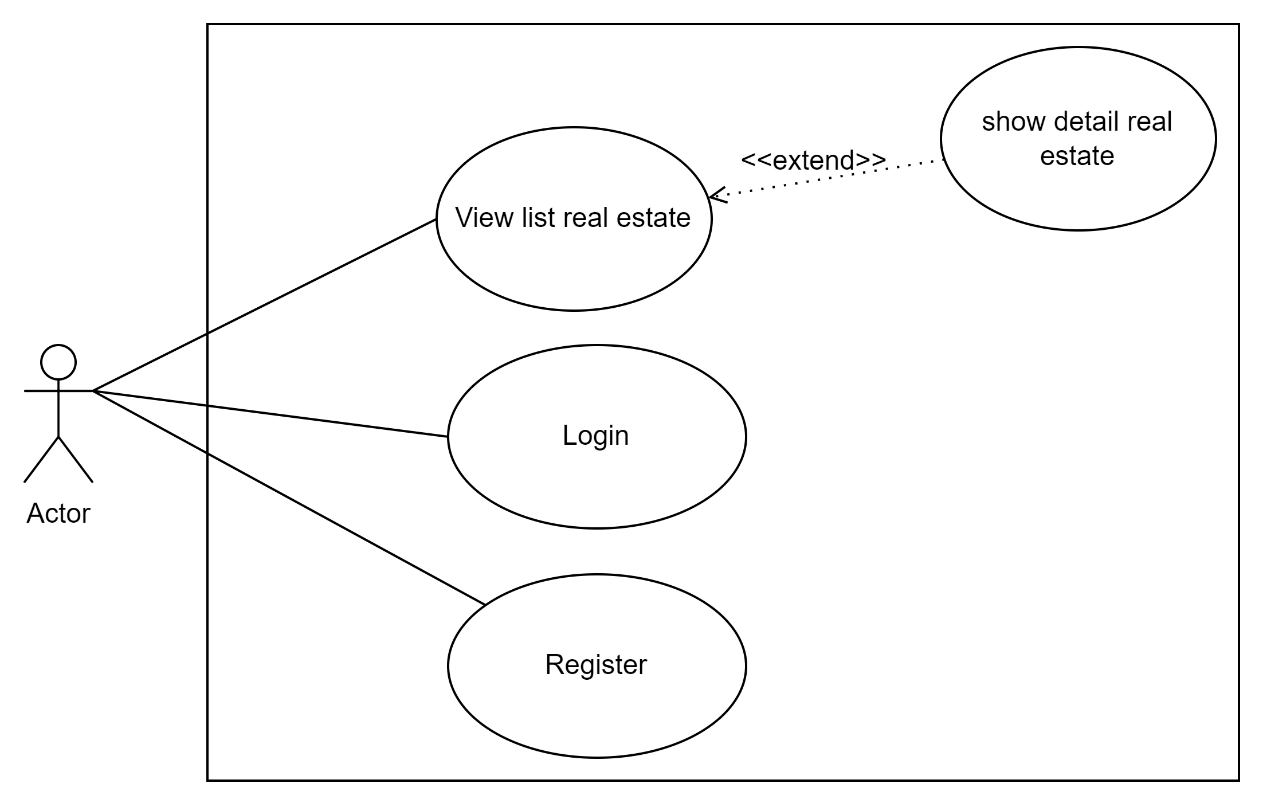 show detail real
estate
<<extend>>
View list real estate
Login
Actor
Register